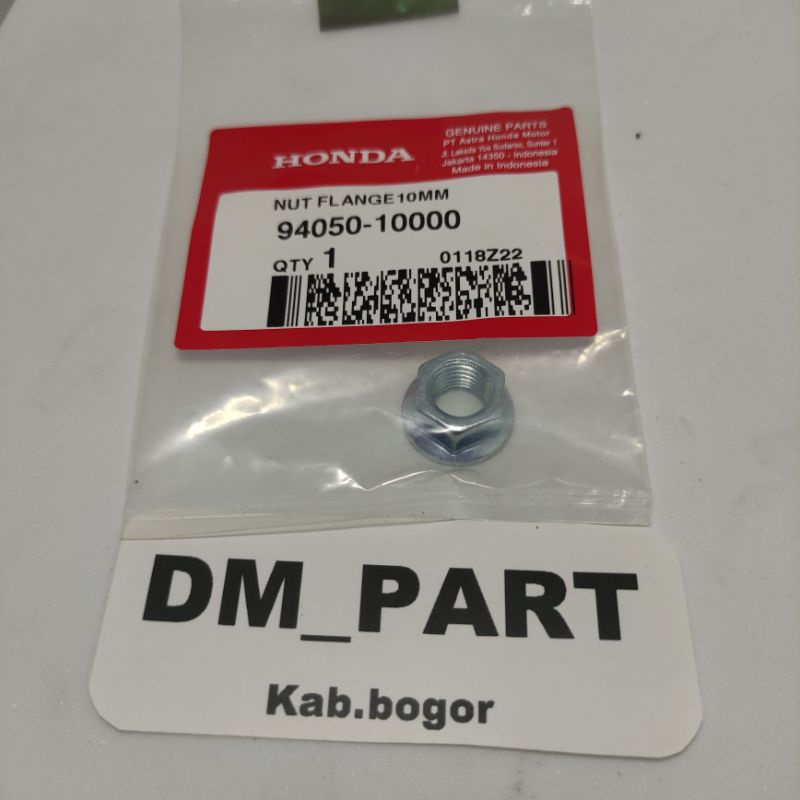 HONDA
GENUINE PARTS
PT Astra Honda Motor
Jl. Laksda Yos Sudarso, Sunter 1
Jakarta 14350 - Indonesia
Made in Indonesia
NUT FLANGE10MM
94050-10000
QTY 1 0118Z22
DM_PART
Kab.bogor